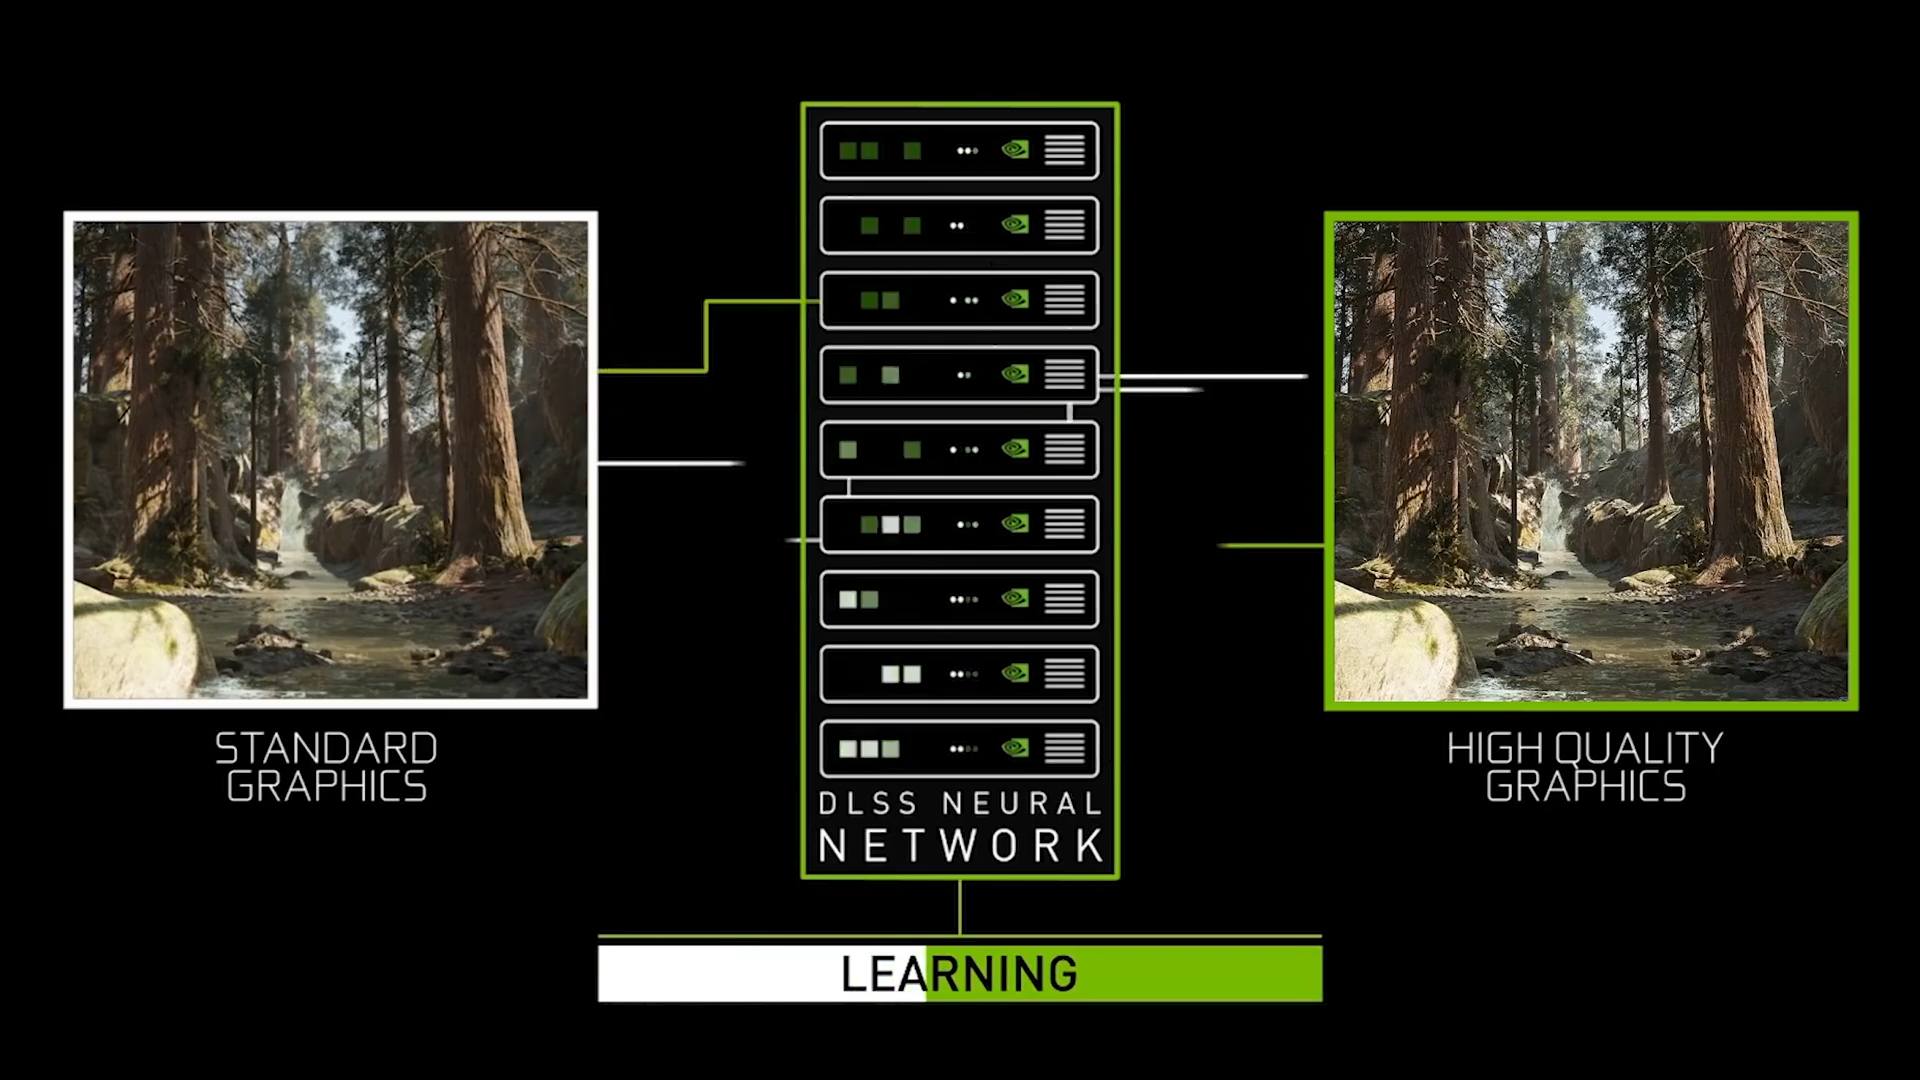 STANDARD
GRAPHICS
DLSS NEURAL
NETWORK
HIGH QUALITY
GRAPHICS
LEARNING